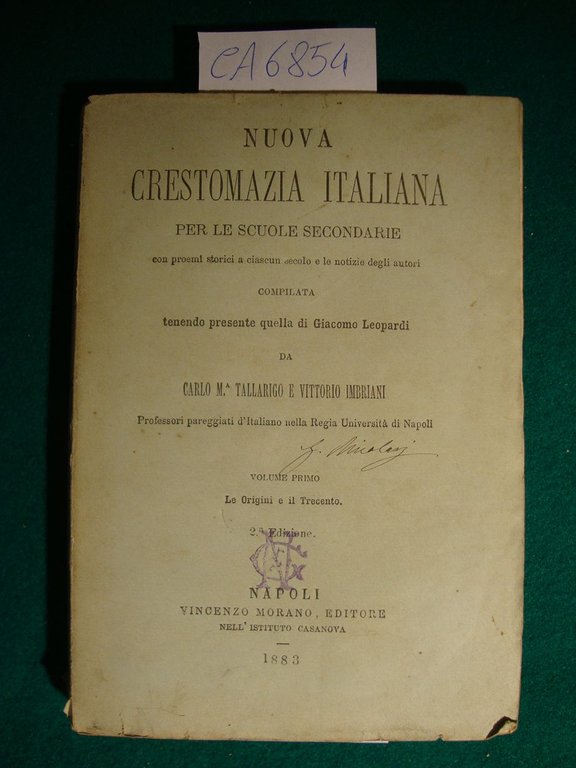 CA6854
NUOVA
CRESTOMAZIA ITALIANA
PER LE SCUOLE SECONDARIE
con proemî storici a ciascun secolo e le notizie degli autori
COMPILATA
tenendo presente quella di Giacomo Leopardi
DA
CARLO M.ᴬ TALLARIGO E VITTORIO IMBRIANI
Professori pareggiati d'Italiano nella Regia Università di Napoli
VOLUME PRIMO
Le Origini e il Trecento.
2.ª Edizione.
NAPOLI
VINCENZO MORANO, EDITORE
NELL'ISTITUTO CASANOVA
1883